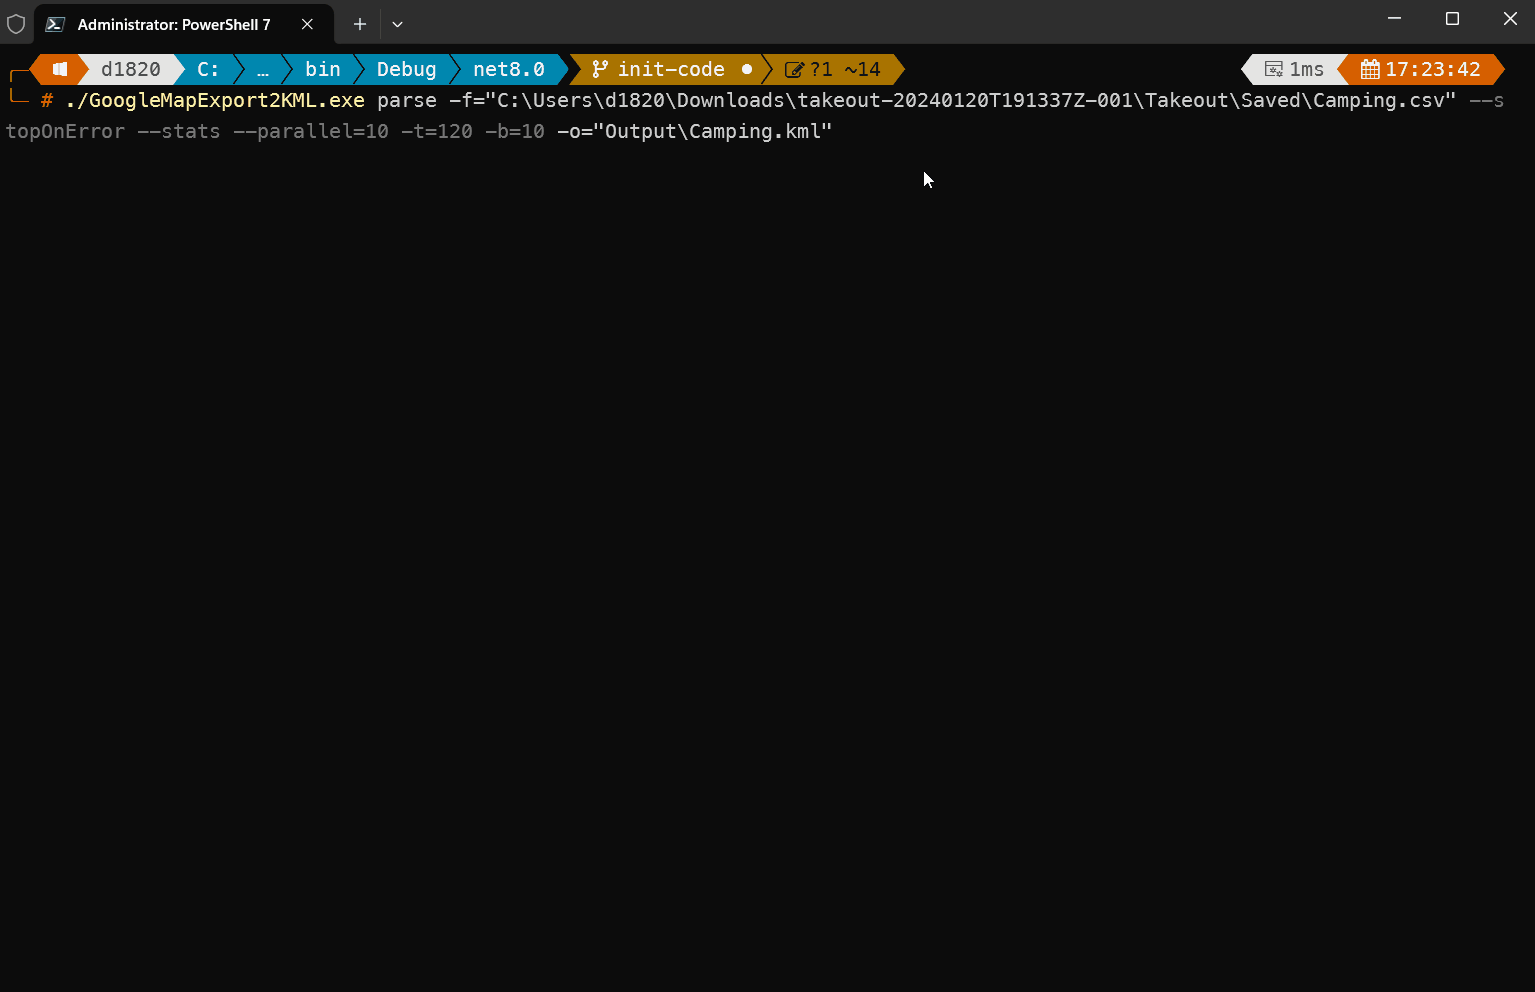 Administrator: PowerShell 7
d1820 C: … bin Debug net8.0 init-code ● ?1 ~14 1ms 17:23:42
# ./GoogleMapExport2KML.exe parse -f="C:\Users\d1820\Downloads\takeout-20240120T191337Z-001\Takeout\Saved\Camping.csv" --s
topOnError --stats --parallel=10 -t=120 -b=10 -o="Output\Camping.kml"